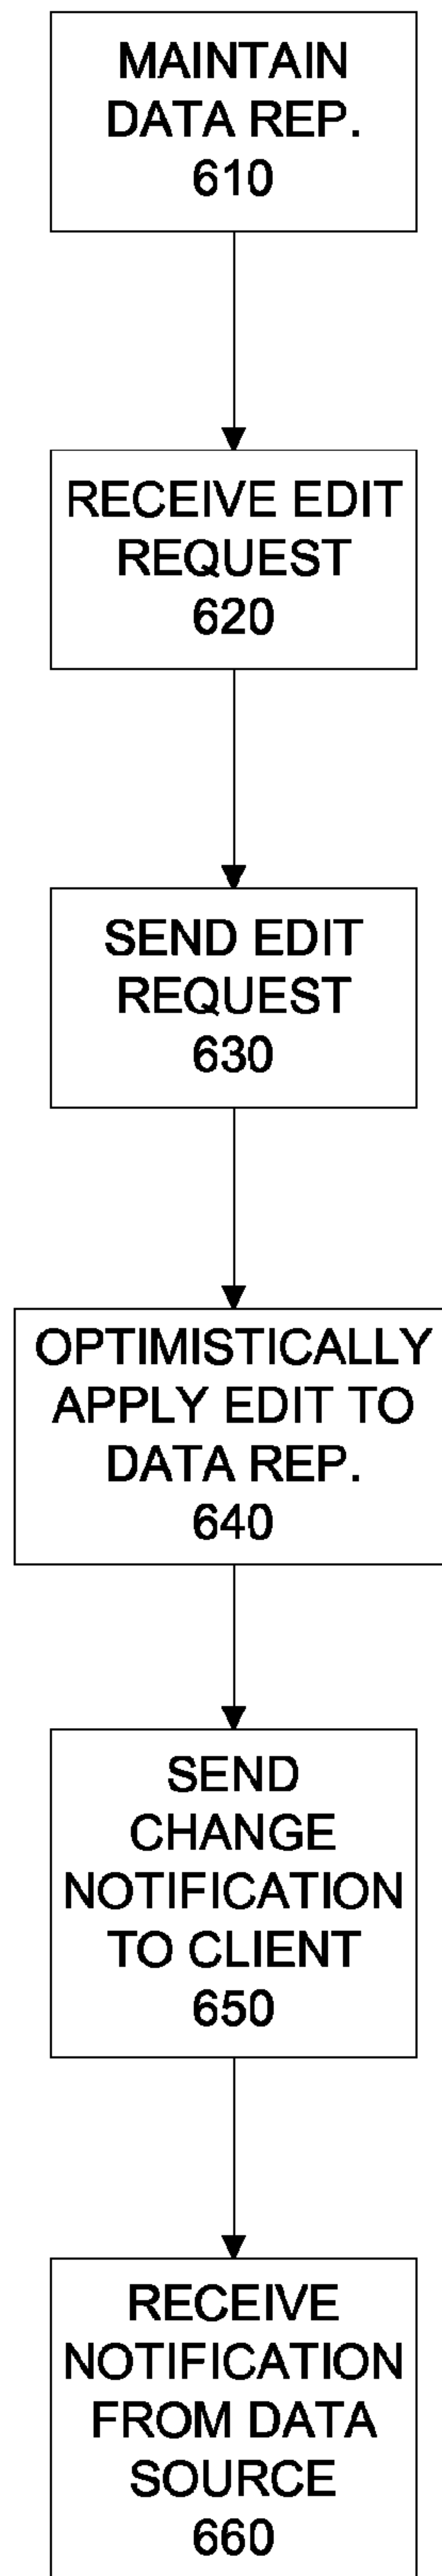 MAINTAIN
DATA REP.
610
RECEIVE EDIT
REQUEST
620
SEND EDIT
REQUEST
630
OPTIMISTICALLY
APPLY EDIT TO
DATA REP.
640
SEND
CHANGE
NOTIFICATION
TO CLIENT
650
RECEIVE
NOTIFICATION
FROM DATA
SOURCE
660